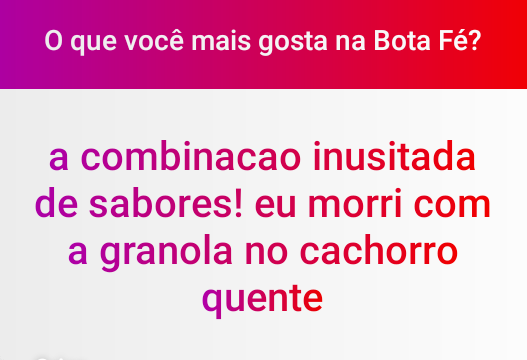 O que você mais gosta na Bota Fé?
a combinacao inusitada
de sabores! eu morri com
a granola no cachorro
quente